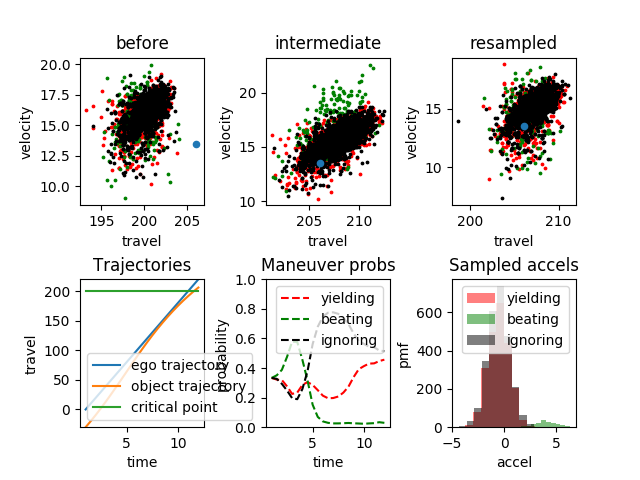 before
intermediate
resampled
20.0
17.5
15.0
12.5
10.0
velocity
195
200
205
travel
20
15
10
velocity
205
210
travel
15
10
velocity
200
210
travel
Trajectories
Maneuver probs
Sampled accels
200
150
100
50
0
travel
ego trajectory
object trajectory
critical point
5
10
time
1.0
0.8
0.6
0.4
0.2
0.0
probability
yielding
beating
ignoring
5
10
time
600
400
200
0
pmf
yielding
beating
ignoring
−5
0
5
accel